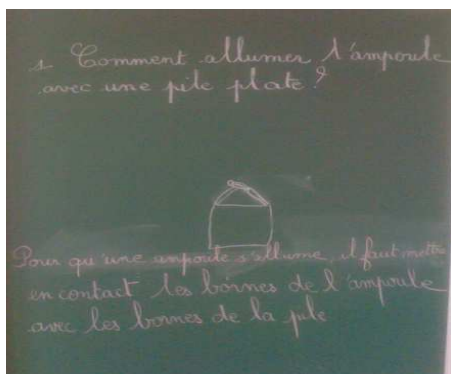 1 Comment allumer l'ampoule
avec une pile plate ?
Pour qu'une ampoule s'allume, il faut mettre
en contact les bornes de l'ampoule
avec les bornes de la pile